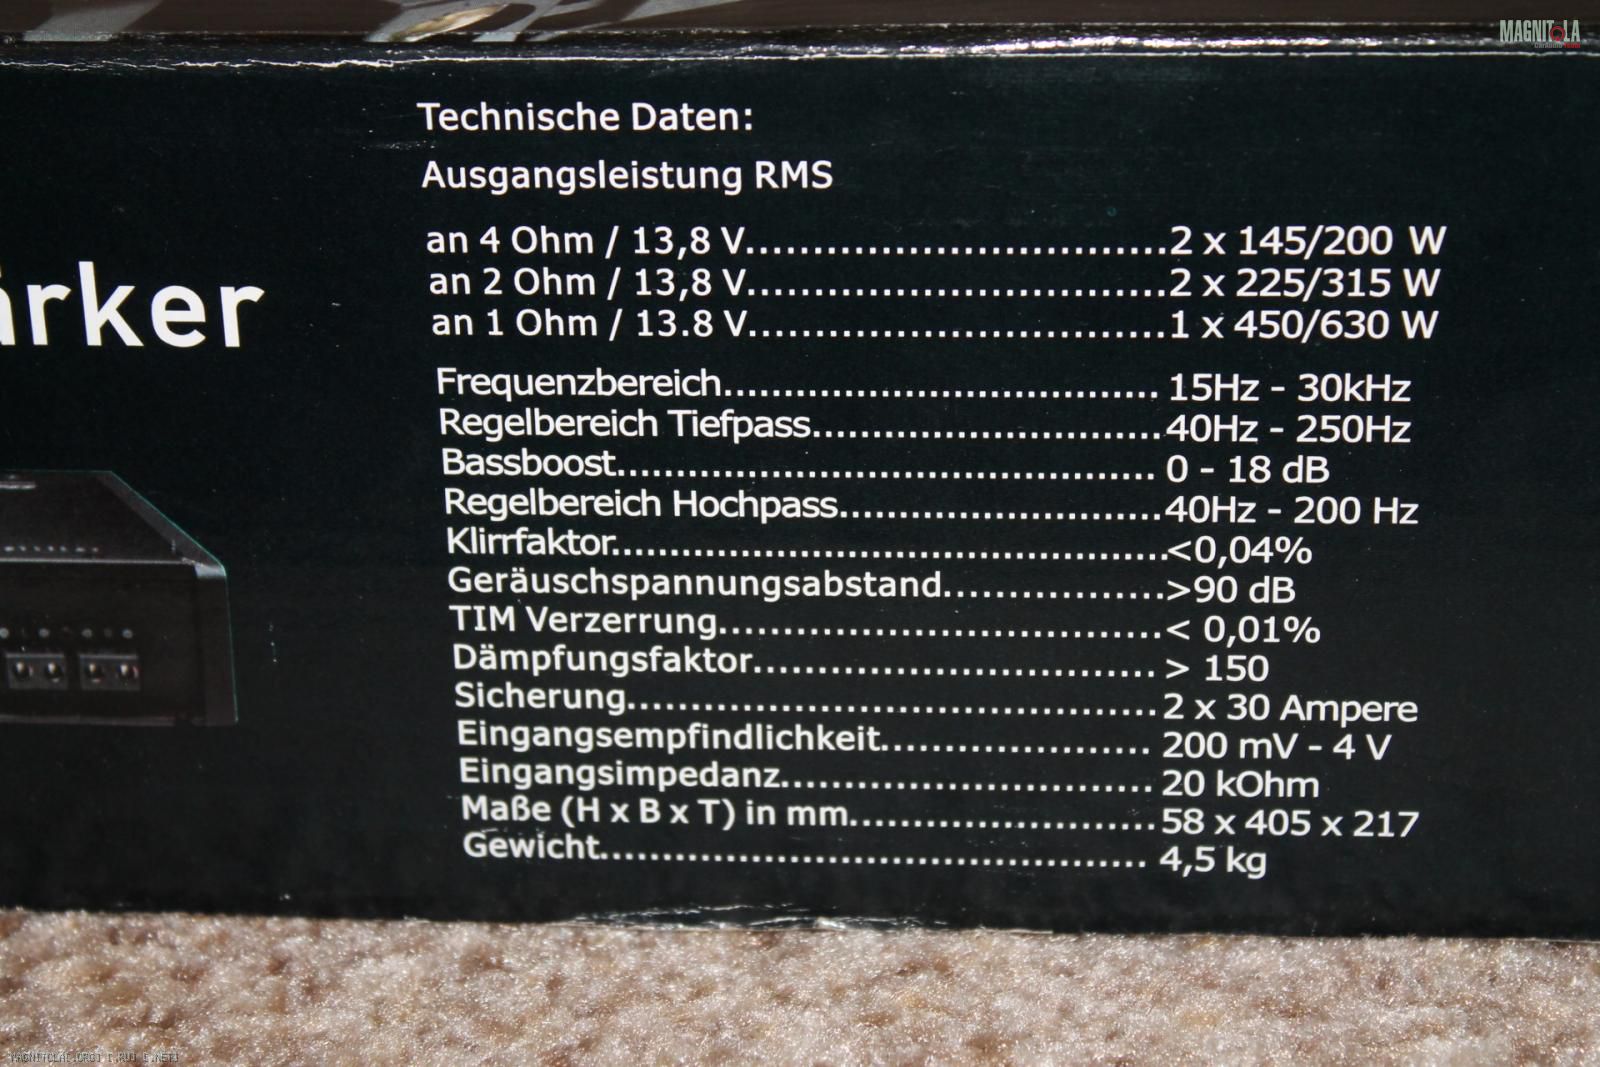 MAGNITOLA
Technische Daten:
Ausgangsleistung RMS
an 4 Ohm / 13,8 V................................2 x 145/200 W
an 2 Ohm / 13,8 V................................2 x 225/315 W
an 1 Ohm / 13.8 V................................1 x 450/630 W
ärker
Frequenzbereich................................. 15Hz - 30kHz
Regelbereich Tiefpass...........................40Hz - 250Hz
Bassboost......................................... 0 - 18 dB
Regelbereich Hochpass.........................40Hz - 200 Hz
Klirrfaktor..........................................<0,04%
Geräuschspannungsabstand.................>90 dB
TIM Verzerrung..................................< 0,01%
Dämpfungsfaktor............................... > 150
Sicherung........................................ 2 x 30 Ampere
Eingangsempfindlichkeit..................... 200 mV - 4 V
Eingangsimpedanz............................. 20 kOhm
Maße (H x B x T) in mm........................58 x 405 x 217
Gewicht.......................................... 4,5 kg